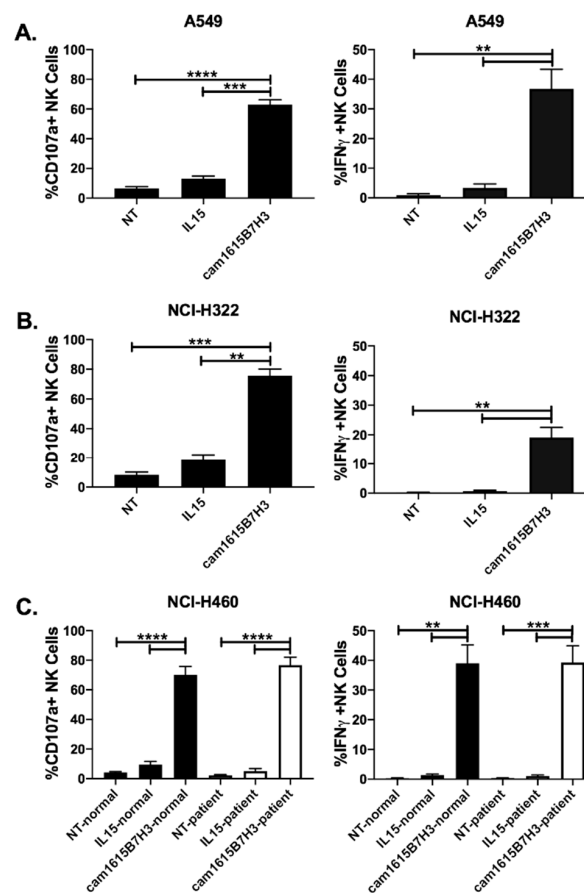 A.
A549
%CD107a+ NK Cells
100
80
60
40
20
0
****
***
NT
IL15
cam1615B7H3
A549
%IFNγ +NK Cells
50
40
30
20
10
0
**
NT
IL15
cam1615B7H3
B.
NCI-H322
%CD107a+ NK Cells
100
80
60
40
20
0
***
**
NT
IL15
cam1615B7H3
NCI-H322
%IFNγ +NK Cells
50
40
30
20
10
0
**
NT
IL15
cam1615B7H3
C.
NCI-H460
%CD107a+ NK Cells
100
80
60
40
20
0
****
****
NT-normal
IL15-normal
cam1615B7H3-normal
NT-patient
IL15-patient
cam1615B7H3-patient
NCI-H460
%IFNγ +NK Cells
50
40
30
20
10
0
**
***
NT-normal
IL15-normal
cam1615B7H3-normal
NT-patient
IL15-patient
cam1615B7H3-patient